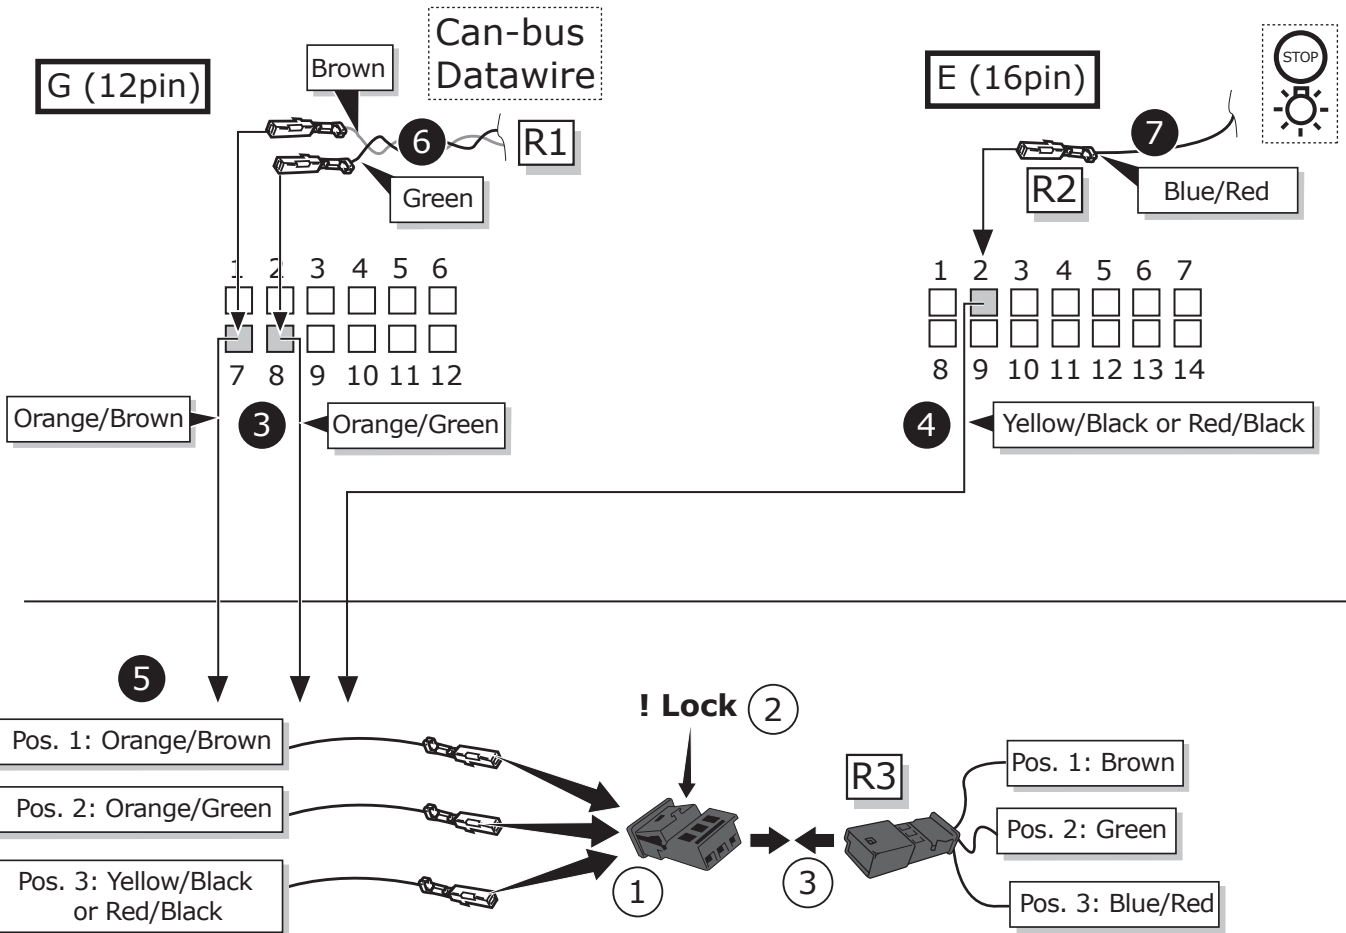 Can-bus
Datawire
G (12pin)
Brown
6
R1
Green
E (16pin)
STOP
7
R2
Blue/Red
1 2 3 4 5 6
7 8 9 10 11 12
1 2 3 4 5 6 7
8 9 10 11 12 13 14
Orange/Brown
3
Orange/Green
4
Yellow/Black or Red/Black
5
! Lock 2
Pos. 1: Orange/Brown
Pos. 2: Orange/Green
Pos. 3: Yellow/Black
or Red/Black
1
3
R3
Pos. 1: Brown
Pos. 2: Green
Pos. 3: Blue/Red